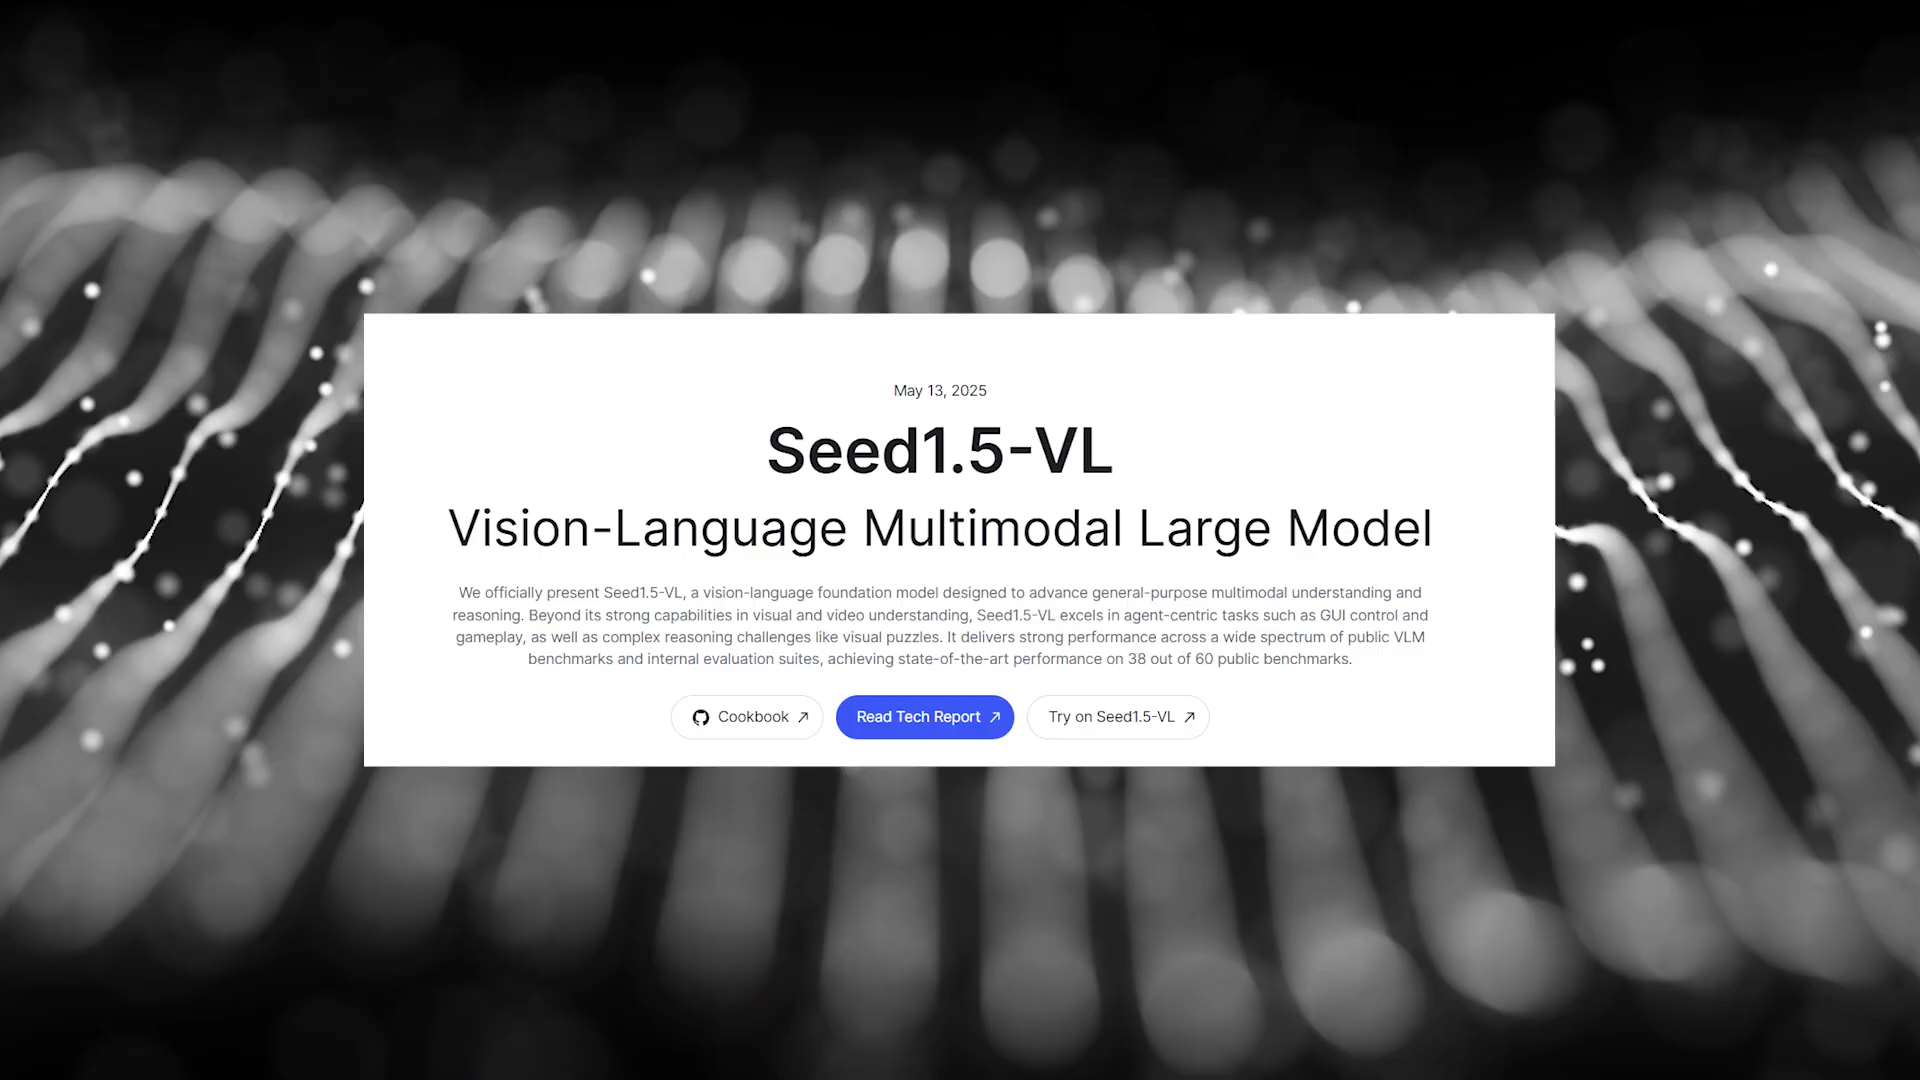 May 13, 2025
Seed1.5-VL
Vision-Language Multimodal Large Model
We officially present Seed1.5-VL, a vision-language foundation model designed to advance general-purpose multimodal understanding and
reasoning. Beyond its strong capabilities in visual and video understanding, Seed1.5-VL excels in agent-centric tasks such as GUI control and
gameplay, as well as complex reasoning challenges like visual puzzles. It delivers strong performance across a wide spectrum of public VLM
benchmarks and internal evaluation suites, achieving state-of-the-art performance on 38 out of 60 public benchmarks.
Cookbook Read Tech Report Try on Seed1.5-VL